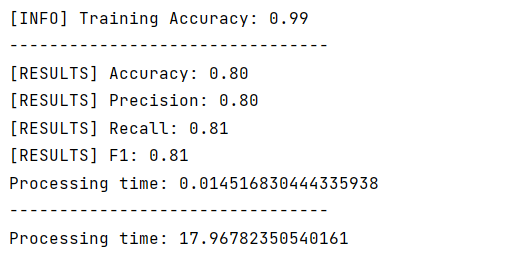 [INFO] Training Accuracy: 0.99
--------------------------------
[RESULTS] Accuracy: 0.80
[RESULTS] Precision: 0.80
[RESULTS] Recall: 0.81
[RESULTS] F1: 0.81
Processing time: 0.014516830444335938
--------------------------------
Processing time: 17.96782350540161